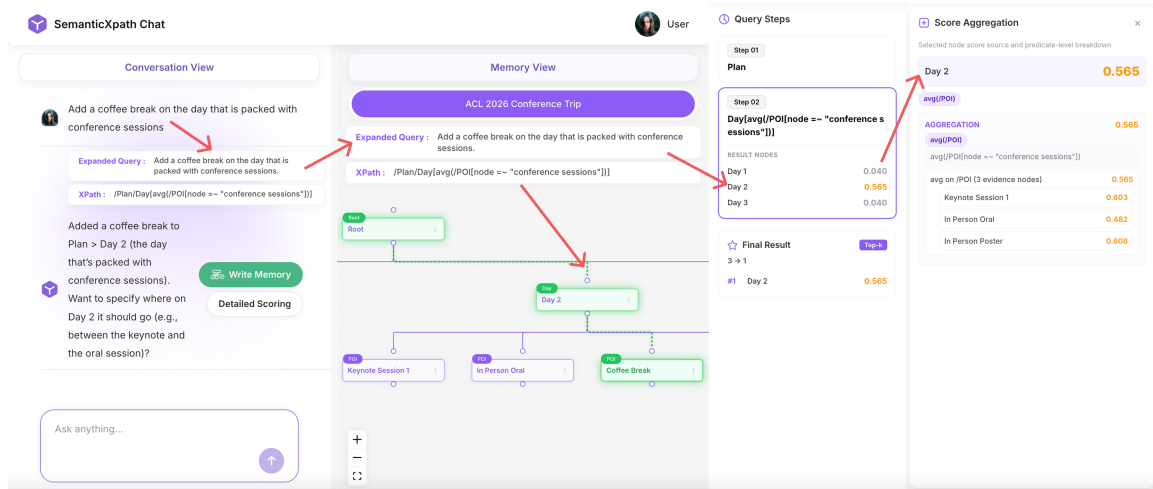 SemanticXpath Chat
User
Conversation View
Add a coffee break on the day that is packed with
conference sessions
Expanded Query :
Add a coffee break on the day that is
packed with conference sessions.
XPath :
/Plan/Day[avg(/POI[node =~ "conference sessions"])]
Added a coffee break to
Plan > Day 2 (the day
that's packed with
conference sessions).
Want to specify where on
Day 2 it should go (e.g.,
between the keynote and
the oral session)?
Write Memory
Detailed Scoring
Ask anything...
Memory View
ACL 2026 Conference Trip
Expanded Query :
Add a coffee break on the day that is packed with conference
sessions.
XPath :
/Plan/Day[avg(/POI[node =~ "conference sessions"])]
Root
Root
Day
Day 2
POI
Keynote Session 1
POI
In Person Oral
POI
Coffee Break
Query Steps
Step 01
Plan
Step 02
Day[avg(/POI[node =~ "conference s
essions"])]
RESULT NODES
Day 1 0.040
Day 2 0.565
Day 3 0.040
Final Result
Top-k
3 → 1
#1 Day 2 0.565
Score Aggregation
Selected node score source and predicate-level breakdown
Day 2 0.565
avg(/POI)
AGGREGATION 0.565
avg(/POI)
avg(/POI[node =~ "conference sessions"])
avg on /POI (3 evidence nodes) 0.565
Keynote Session 1 0.603
In Person Oral 0.482
In Person Poster 0.608